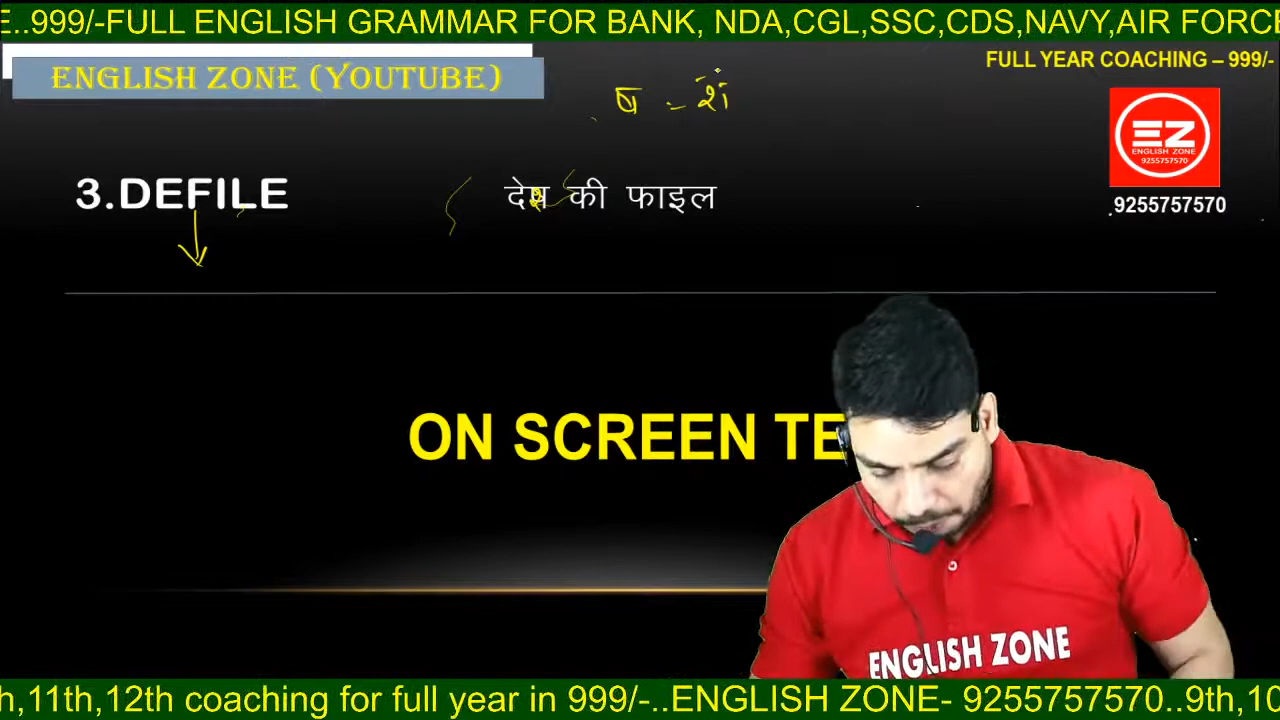 E..999/-FULL ENGLISH GRAMMAR FOR BANK, NDA,CGL,SSC,CDS,NAVY,AIR FORCE
ENGLISH ZONE (YOUTUBE)
FULL YEAR COACHING – 999/-
EZ
ENGLISH ZONE
9255757570
9255757570
3.DEFILE
की फाइल
ON SCREEN TE
ENGLISH ZONE
h,11th,12th coaching for full year in 999/-..ENGLISH ZONE- 9255757570..9th,10